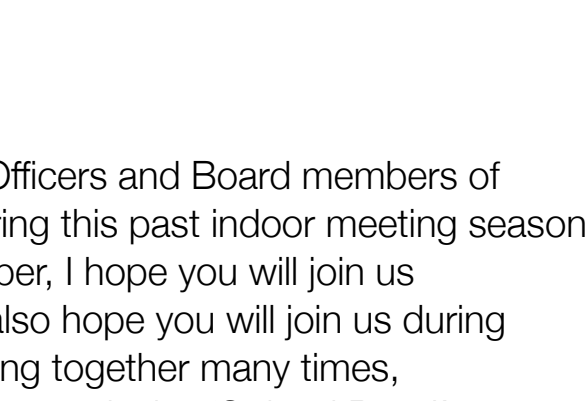 Officers and Board members of
ring this past indoor meeting season
ber, I hope you will join us
also hope you will join us during
ng together many times,